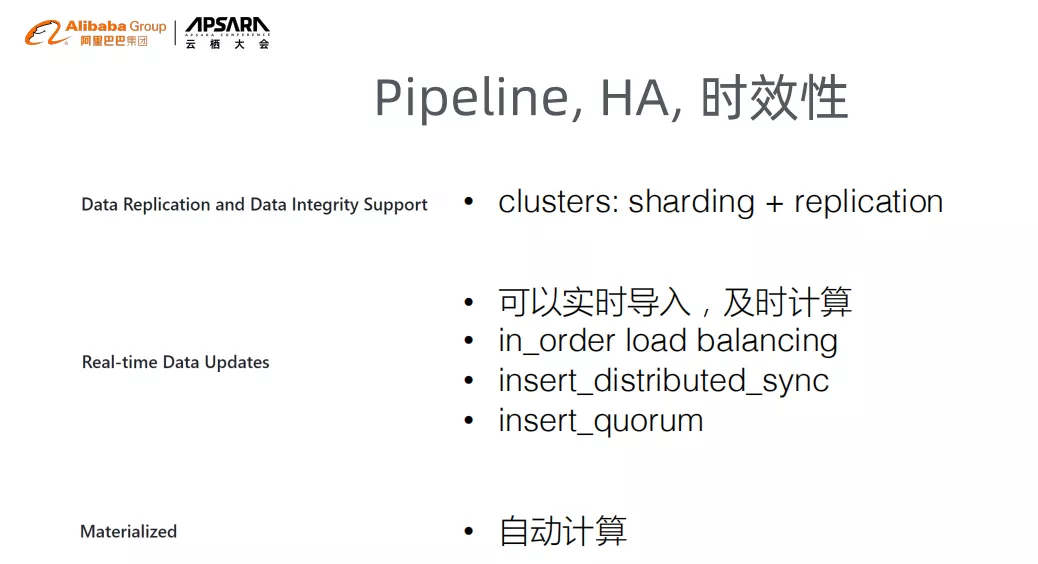 Alibaba Group
阿里巴巴集团
APSARA
APSARA CONFERENCE
云栖大会
Pipeline, HA, 时效性
Data Replication and Data Integrity Support
• clusters: sharding + replication
Real-time Data Updates
• 可以实时导入，及时计算
• in_order load balancing
• insert_distributed_sync
• insert_quorum
Materialized
• 自动计算